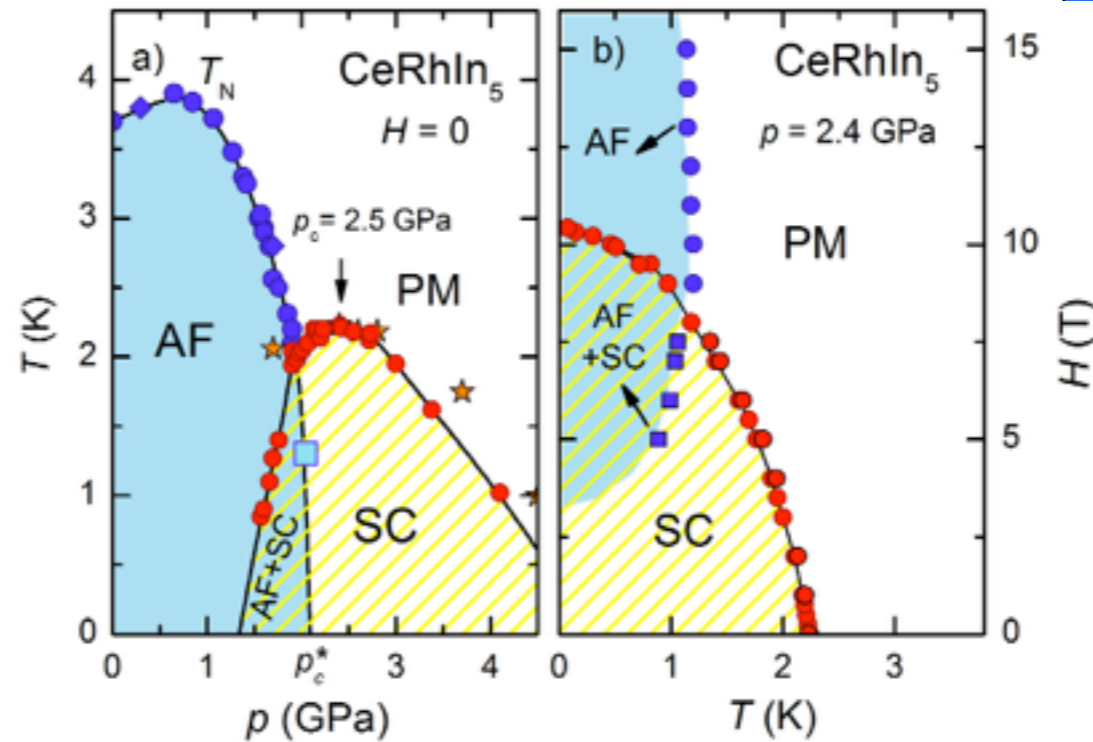 a)
T_N
CeRhIn₅
H = 0
p_c = 2.5 GPa
PM
AF
AF+SC
SC
4
3
2
1
0
T (K)
0
1
p_c*
3
4
p (GPa)
b)
CeRhIn₅
p = 2.4 GPa
AF
PM
AF
+SC
SC
15
10
5
0
H (T)
0
1
2
3
T (K)